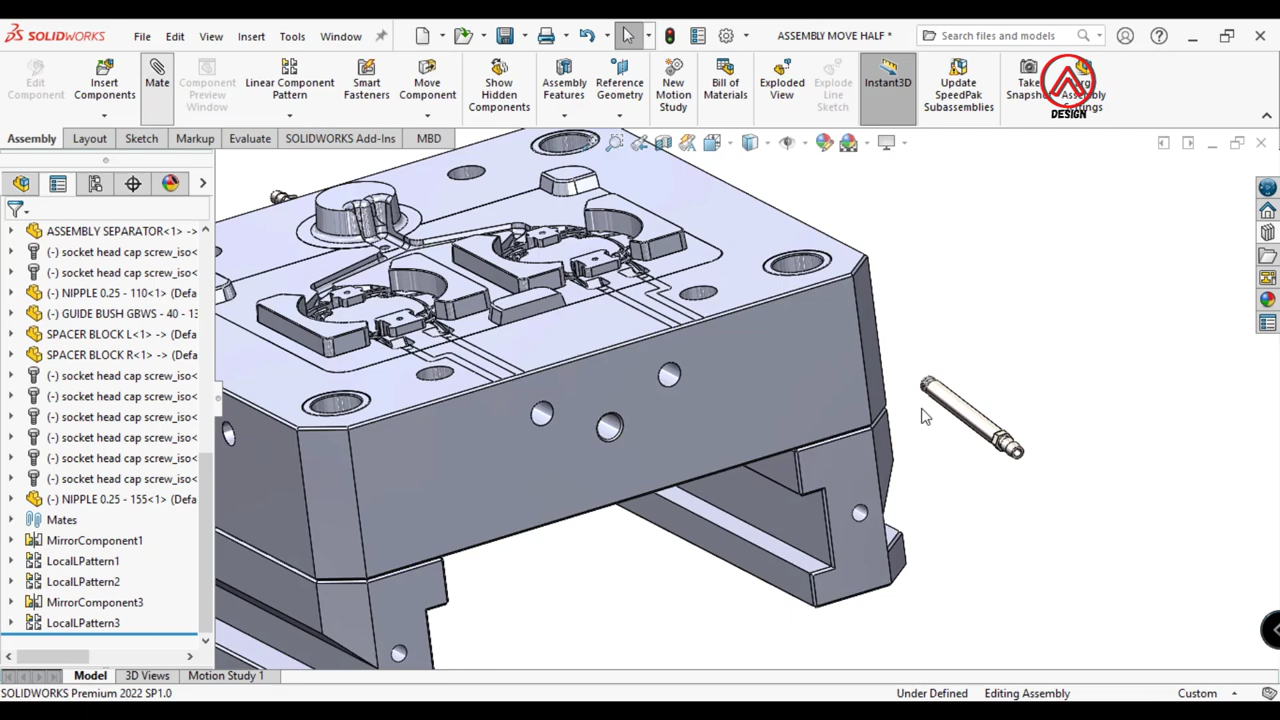 SOLIDWORKS File Edit View Insert Tools Window ASSEMBLY MOVE HALF * Search files and models
Edit Component
Insert Components
Mate
Component Preview Window
Linear Component Pattern
Smart Fasteners
Move Component
Show Hidden Components
Assembly Features
Reference Geometry
New Motion Study
Bill of Materials
Exploded View
Explode Line Sketch
Instant3D
Update SpeedPak Subassemblies
Take Snapshot
DESIGN
Assembly Layout Sketch Markup Evaluate SOLIDWORKS Add-Ins MBD
ASSEMBLY SEPARATOR<1> ->
(-) socket head cap screw_iso<
(-) socket head cap screw_iso<
(-) NIPPLE 0.25 - 110<1> (Defa
(-) GUIDE BUSH GBWS - 40 - 13
SPACER BLOCK L<1> -> (Defa
SPACER BLOCK R<1> -> (Defa
(-) socket head cap screw_iso<
(-) socket head cap screw_iso<
(-) socket head cap screw_iso<
(-) socket head cap screw_iso<
(-) socket head cap screw_iso<
(-) socket head cap screw_iso<
(-) NIPPLE 0.25 - 155<1> (Defa
Mates
MirrorComponent1
LocalLPattern1
LocalLPattern2
MirrorComponent3
LocalLPattern3
Model 3D Views Motion Study 1
SOLIDWORKS Premium 2022 SP1.0 Under Defined Editing Assembly Custom